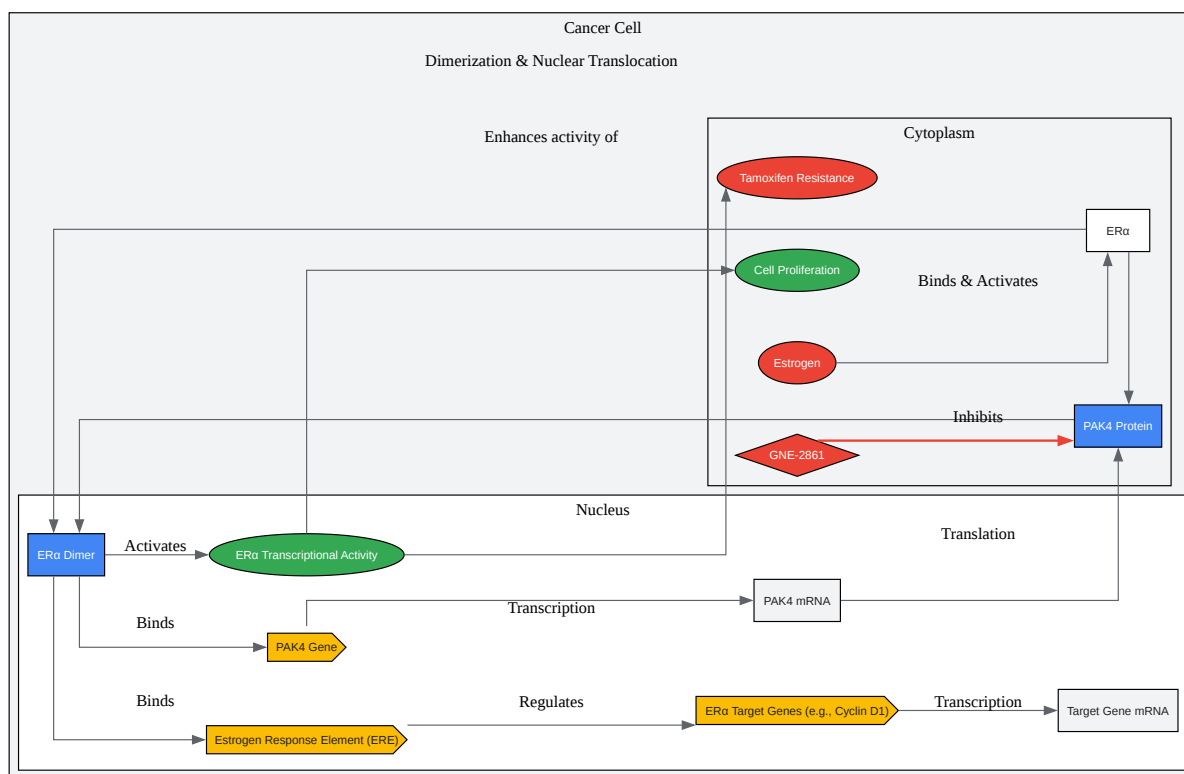 Cancer Cell
Dimerization & Nuclear Translocation
Enhances activity of
Cytoplasm
Tamoxifen Resistance
ERα
Cell Proliferation
Binds & Activates
Estrogen
Inhibits
PAK4 Protein
GNE-2861
Nucleus
Translation
ERα Dimer
Activates
ERα Transcriptional Activity
PAK4 mRNA
Transcription
Binds
PAK4 Gene
Binds
Regulates
ERα Target Genes (e.g., Cyclin D1)
Transcription
Target Gene mRNA
Estrogen Response Element (ERE)